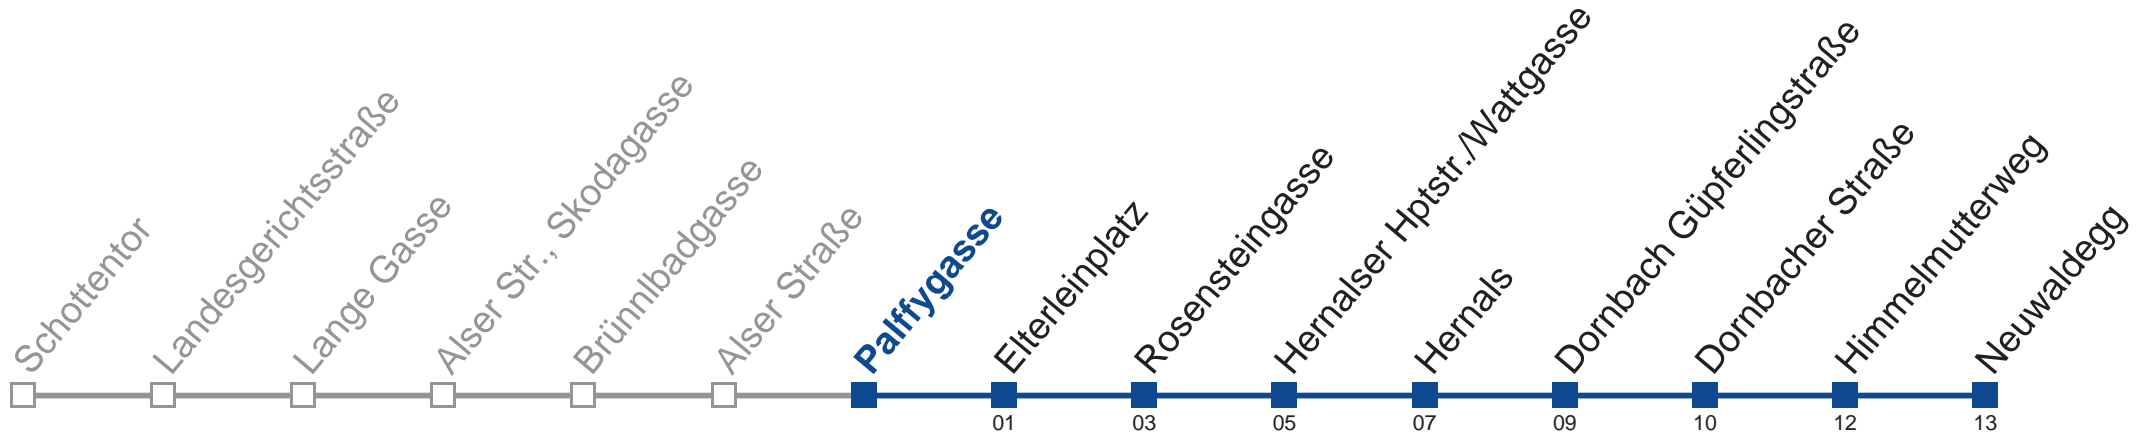 Schottentor
Landesgerichtsstraße
Lange Gasse
Alser Str., Skodagasse
Brünnlbadgasse
Alser Straße
Palffygasse
Elterleinplatz
Rosensteingasse
Hernalser Hptstr./Wattgasse
Hernals
Dornbach Güpferlingstraße
Dornbacher Straße
Himmelmutterweg
Neuwaldegg
01 03 05 07 09 10 12 13